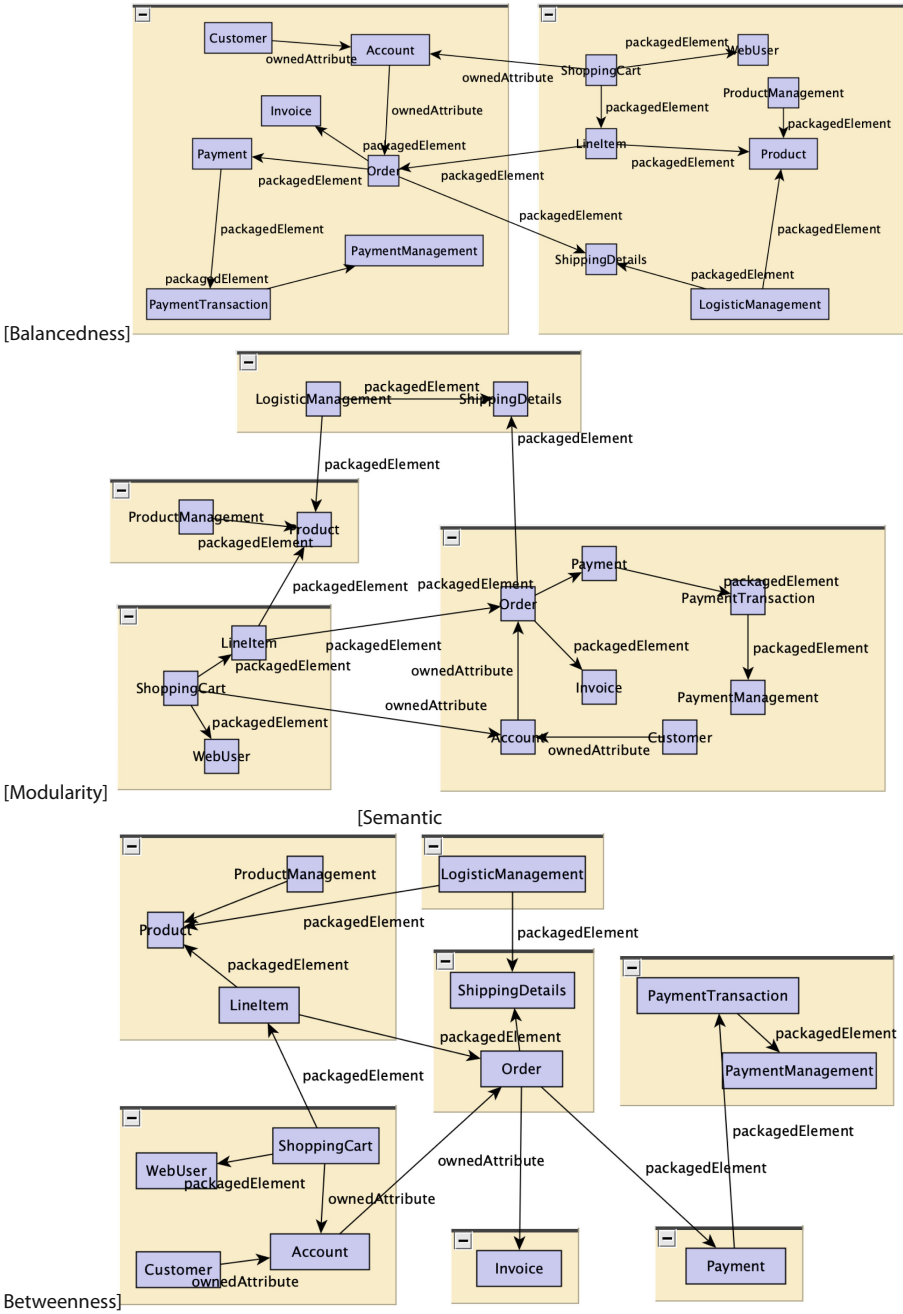 Customer
Account
ownedAttribute
ownedAttribute
Invoice
packagedElement
Payment
Order
packagedElement
packagedElement
PaymentManagement
packagedElement
PaymentTransaction
packagedElement
WebUser
ShoppingCart
ownedAttribute
ProductManagement
packagedElement
packagedElement
LineItem
Product
packagedElement
packagedElement
packagedElement
packagedElement
ShippingDetails
packagedElement
LogisticManagement
[Balancedness]
packagedElement
LogisticManagement
ShippingDetails
packagedElement
packagedElement
ProductManagement
Product
packagedElement
packagedElement
Payment
packagedElement
packagedElement
Order
PaymentTransaction
LineItem
packagedElement
packagedElement
packagedElement
packagedElement
ownedAttribute
ShoppingCart
Invoice
PaymentManagement
ownedAttribute
packagedElement
Account
Customer
ownedAttribute
WebUser
[Modularity]
[Semantic
ProductManagement
LogisticManagement
packagedElement
Product
packagedElement
packagedElement
ShippingDetails
PaymentTransaction
LineItem
packagedElement
packagedElement
Order
PaymentManagement
packagedElement
packagedElement
ShoppingCart
ownedAttribute
WebUser
packagedElement
packagedElement
ownedAttribute
Account
Customer
ownedAttribute
Invoice
Payment
Betweenness]